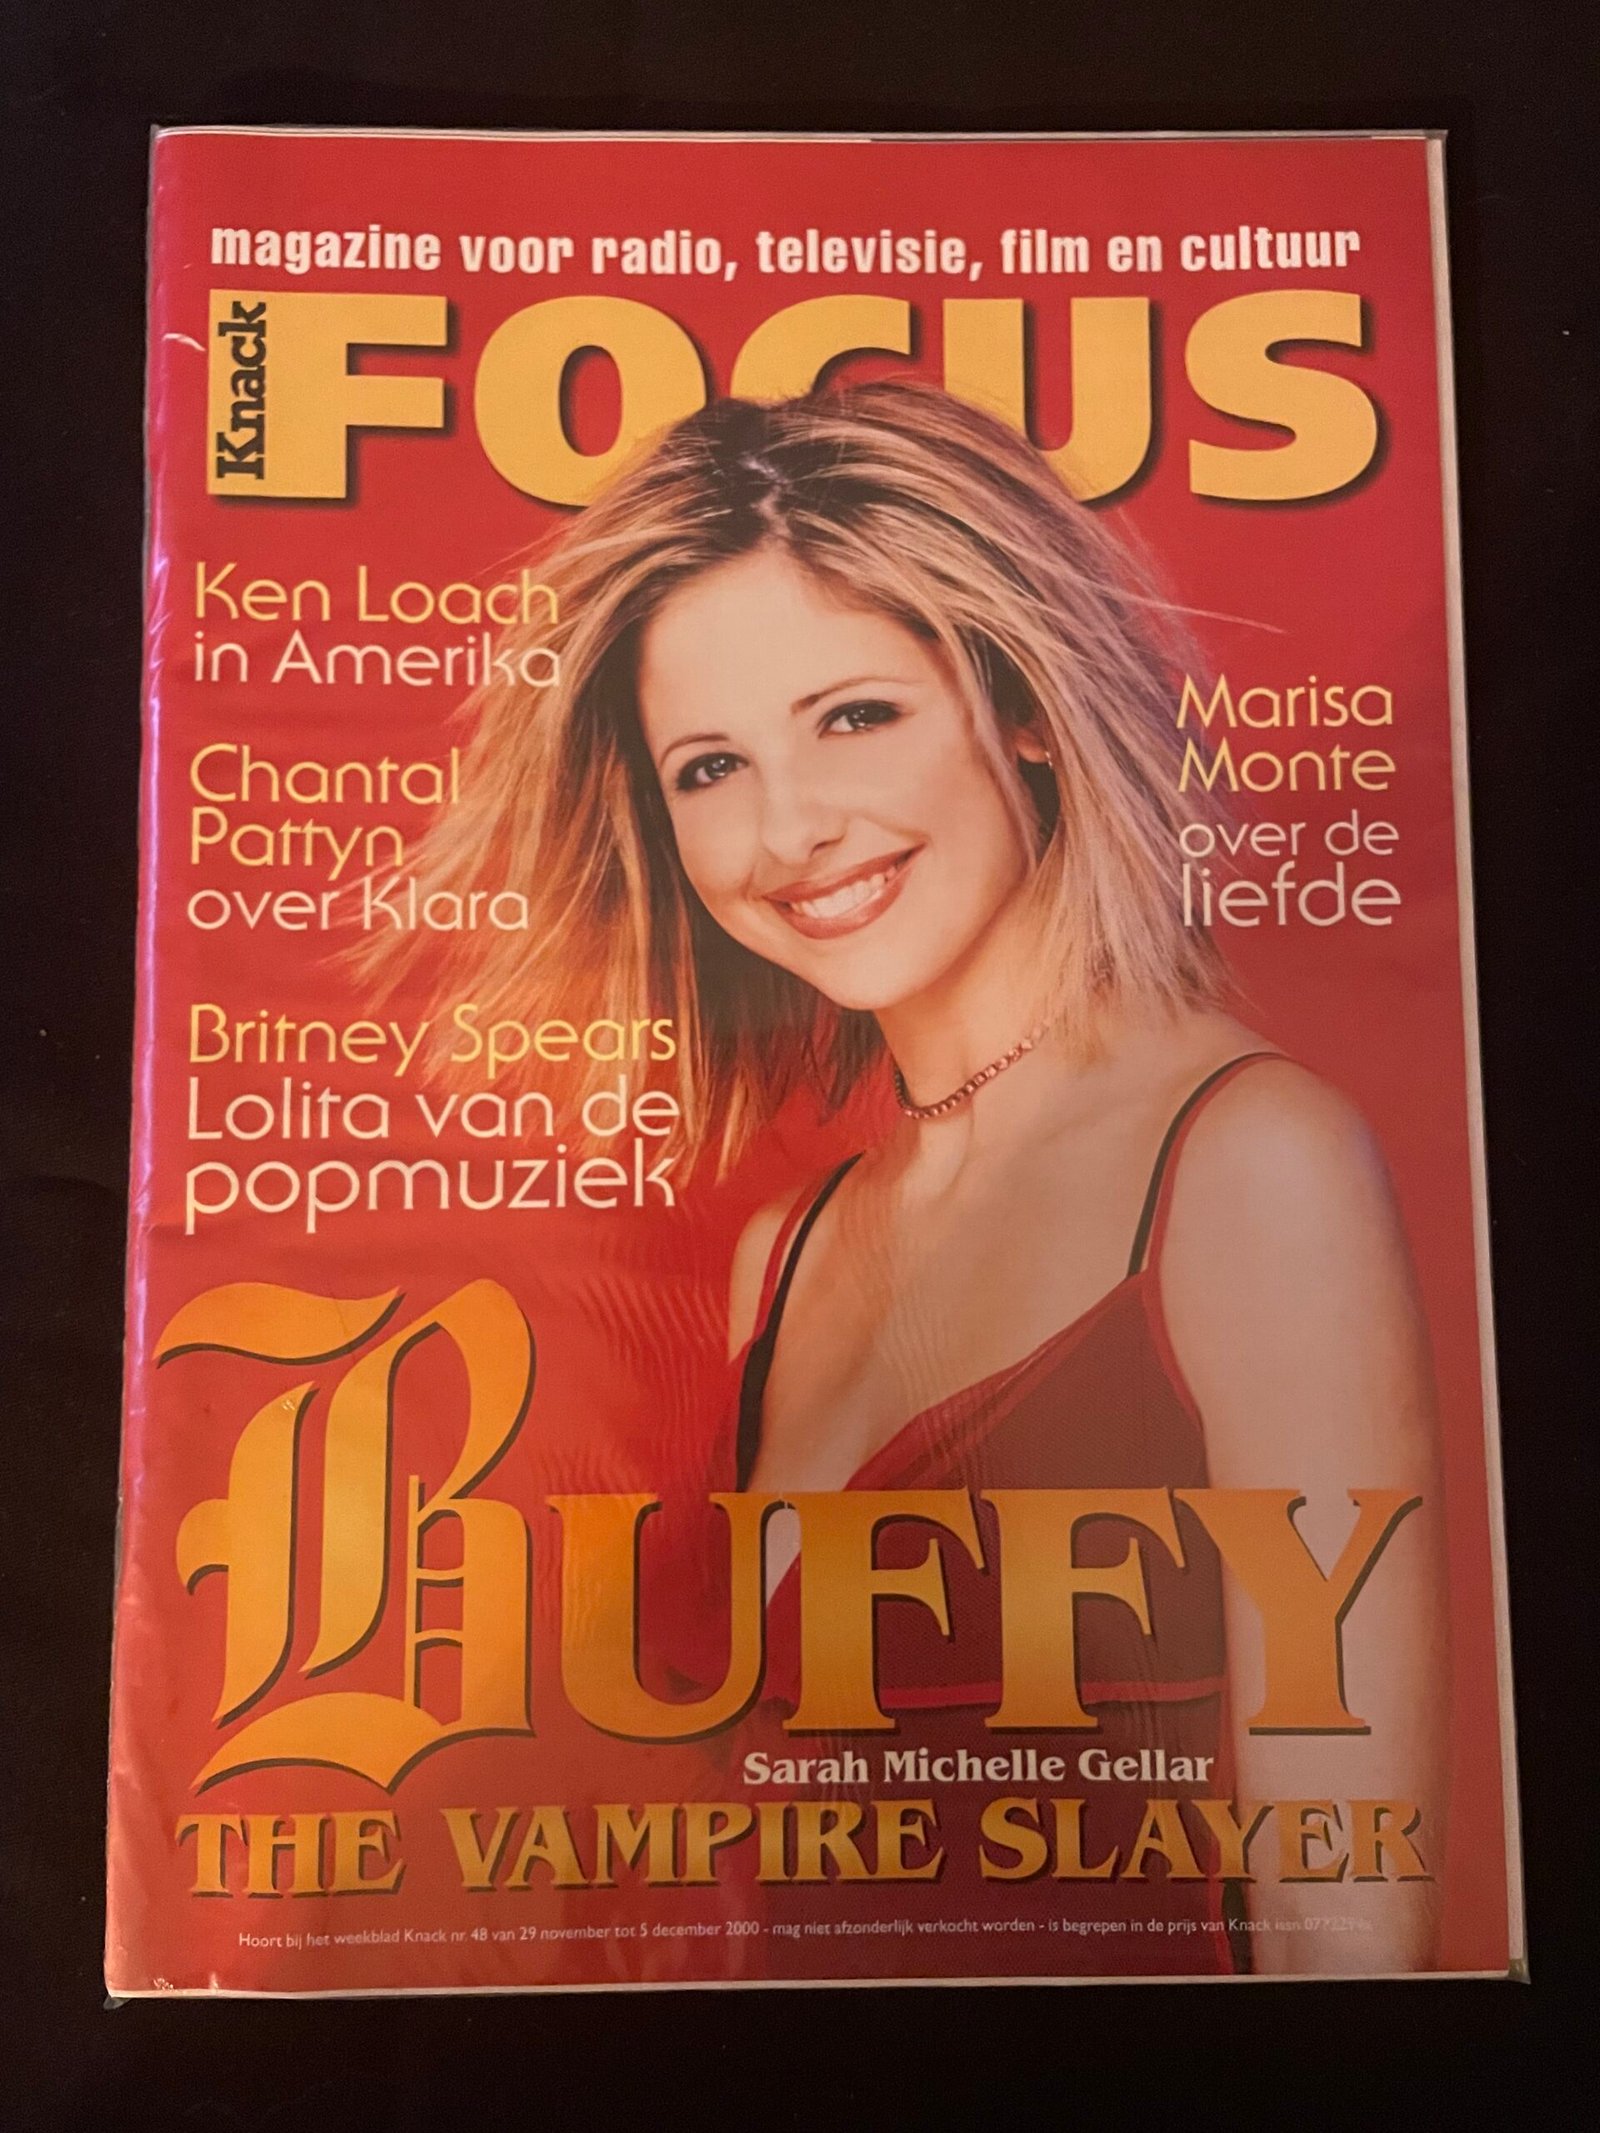 magazine voor radio, televisie, film en cultuur
Knack
FOCUS
Ken Loach
in Amerika
Chantal
Pattyn
over Klara
Marisa
Monte
over de
liefde
Britney Spears
Lolita van de
popmuziek
BUFFY
Sarah Michelle Gellar
THE VAMPIRE SLAYER
Hoort bij het weekblad Knack nr. 48 van 29 november tot 5 december 2000 - mag niet afzonderlijk verkocht worden - is begrepen in de prijs van Knack issn